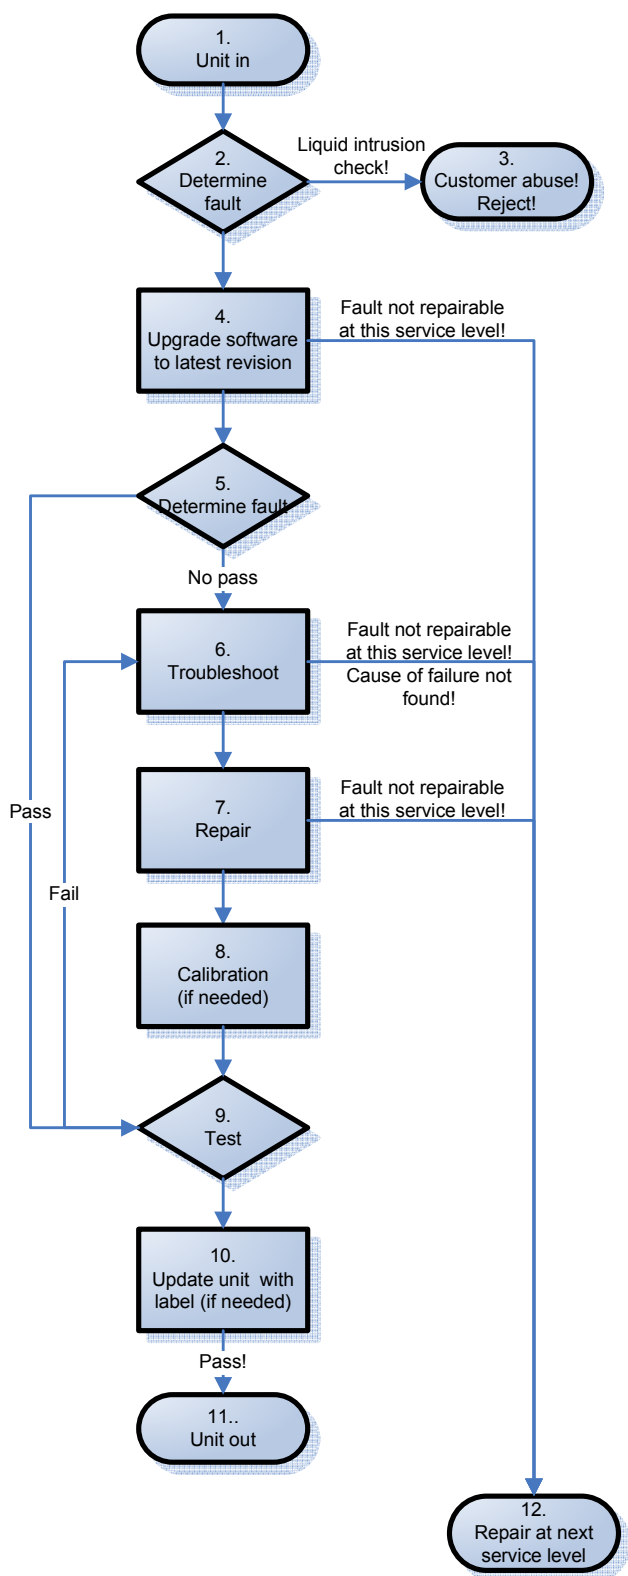 1.
Unit in
2.
Determine
fault
Liquid intrusion
check!
3.
Customer abuse!
Reject!
4.
Upgrade software
to latest revision
Fault not repairable
at this service level!
5.
Determine fault
No pass
6.
Troubleshoot
Fault not repairable
at this service level!
Cause of failure not
found!
7.
Repair
Fault not repairable
at this service level!
Pass
Fail
8.
Calibration
(if needed)
9.
Test
10.
Update unit with
label (if needed)
Pass!
11..
Unit out
12.
Repair at next
service level